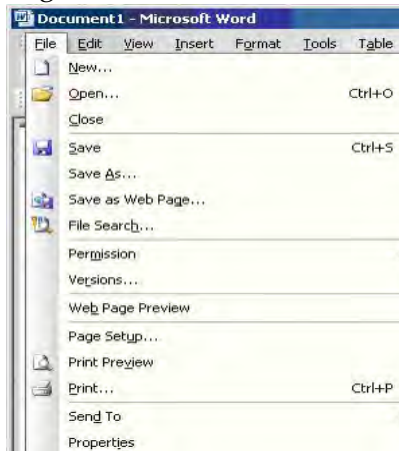 Document1 - Microsoft Word
File Edit View Insert Format Tools Table
New...
Open... Ctrl+O
Close
Save Ctrl+S
Save As...
Save as Web Page...
File Search...
Permission
Versions...
Web Page Preview
Page Setup...
Print Preview
Print... Ctrl+P
Send To
Properties